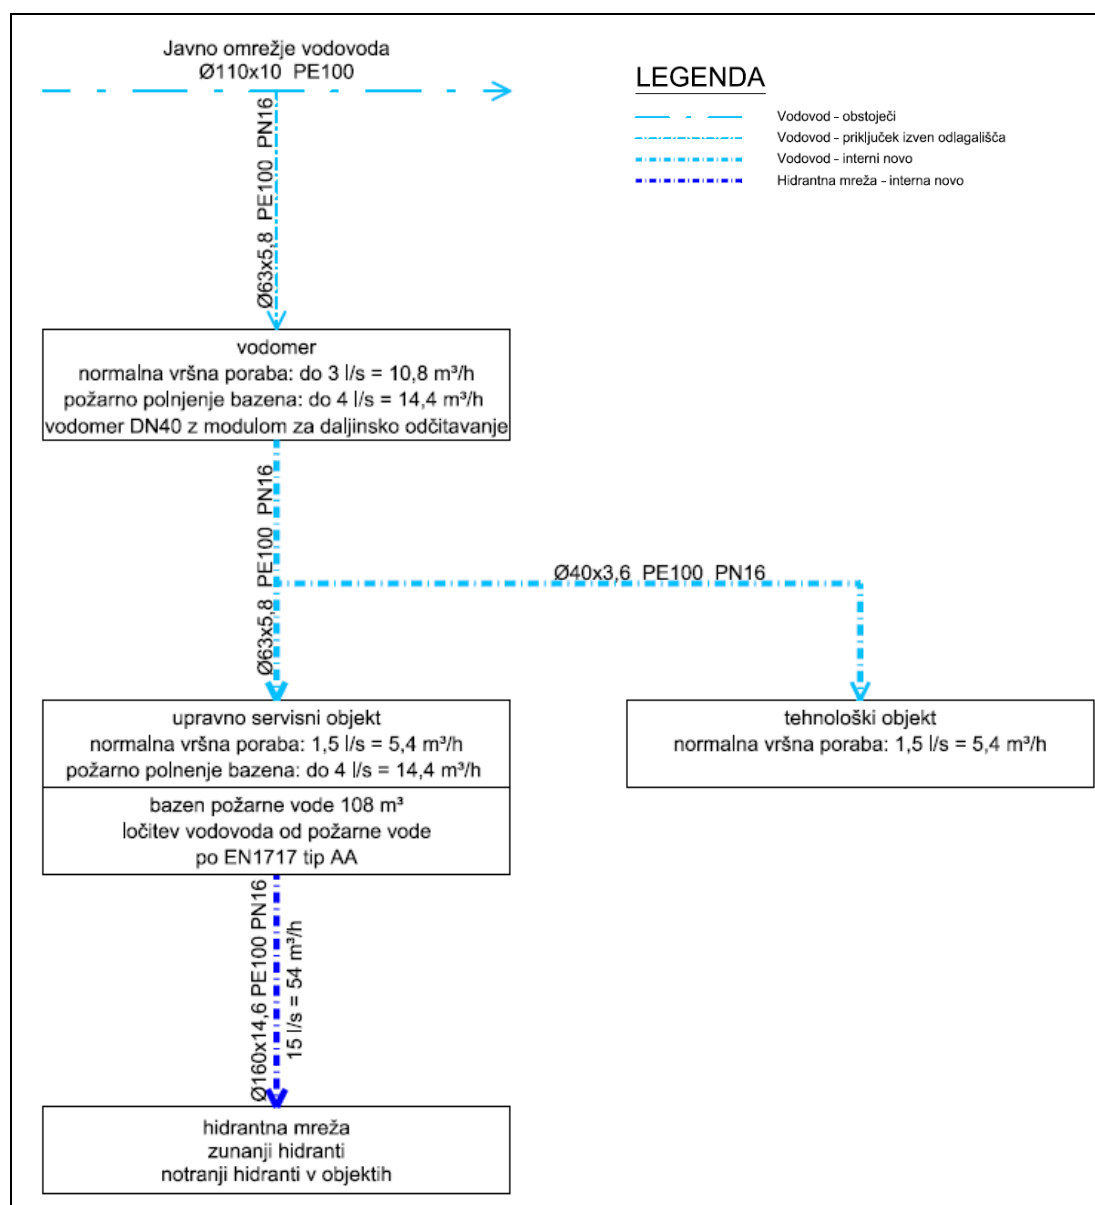 Javno omrežje vodovoda
Ø110x10 PE100
LEGENDA
Vodovod - obstoječi
Vodovod - priključek izven odlagališča
Vodovod - interni novo
Hidrantna mreža - interna novo
Ø63x5,8 PE100 PN16
vodomer
normalna vršna poraba: do 3 l/s = 10,8 m³/h
požarno polnjenje bazena: do 4 l/s = 14,4 m³/h
vodomer DN40 z modulom za daljinsko odčitavanje
Ø63x5,8 PE100 PN16
Ø40x3,6 PE100 PN16
upravno servisni objekt
normalna vršna poraba: 1,5 l/s = 5,4 m³/h
požarno polnenje bazena: do 4 l/s = 14,4 m³/h
tehnološki objekt
normalna vršna poraba: 1,5 l/s = 5,4 m³/h
bazen požarne vode 108 m³
ločitev vodovoda od požarne vode
po EN1717 tip AA
Ø160x14,6 PE100 PN16
15 l/s = 54 m³/h
hidrantna mreža
zunanji hidranti
notranji hidranti v objektih